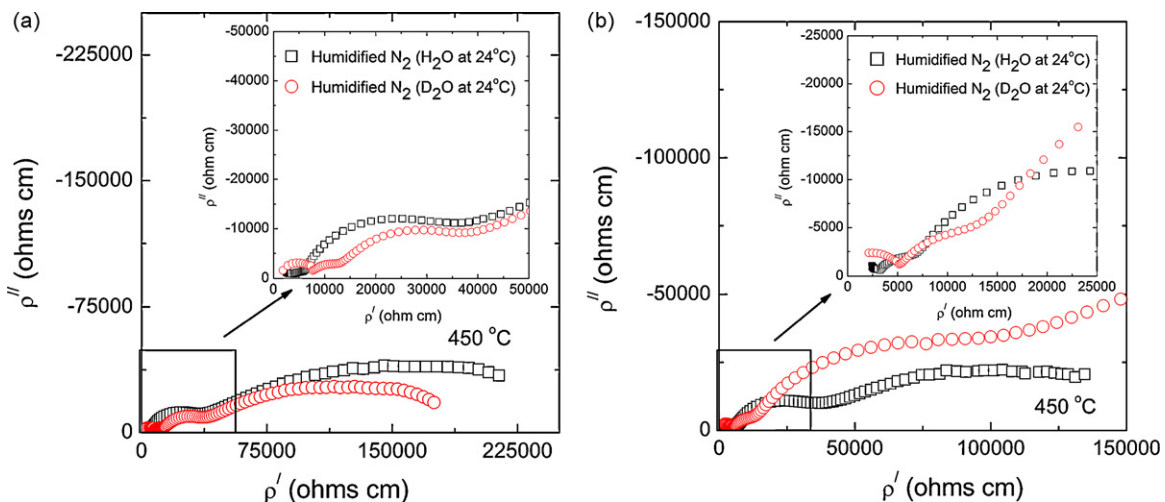 (a)
-225000
-150000
-75000
0
ρ// (ohms cm)
0 75000 150000 225000
ρ/ (ohms cm)
450 °C
-50000
-40000
-30000
-20000
-10000
0
ρ// (ohm cm)
0 10000 20000 30000 40000 50000
ρ/ (ohm cm)
Humidified N2 (H2O at 24°C)
Humidified N2 (D2O at 24°C)
(b)
-150000
-100000
-50000
0
ρ// (ohms cm)
0 50000 100000 150000
ρ/ (ohms cm)
450 °C
-25000
-20000
-15000
-10000
-5000
0
ρ// (ohm cm)
0 5000 10000 15000 20000 25000
ρ/ (ohm cm)
Humidified N2 (H2O at 24°C)
Humidified N2 (D2O at 24°C)